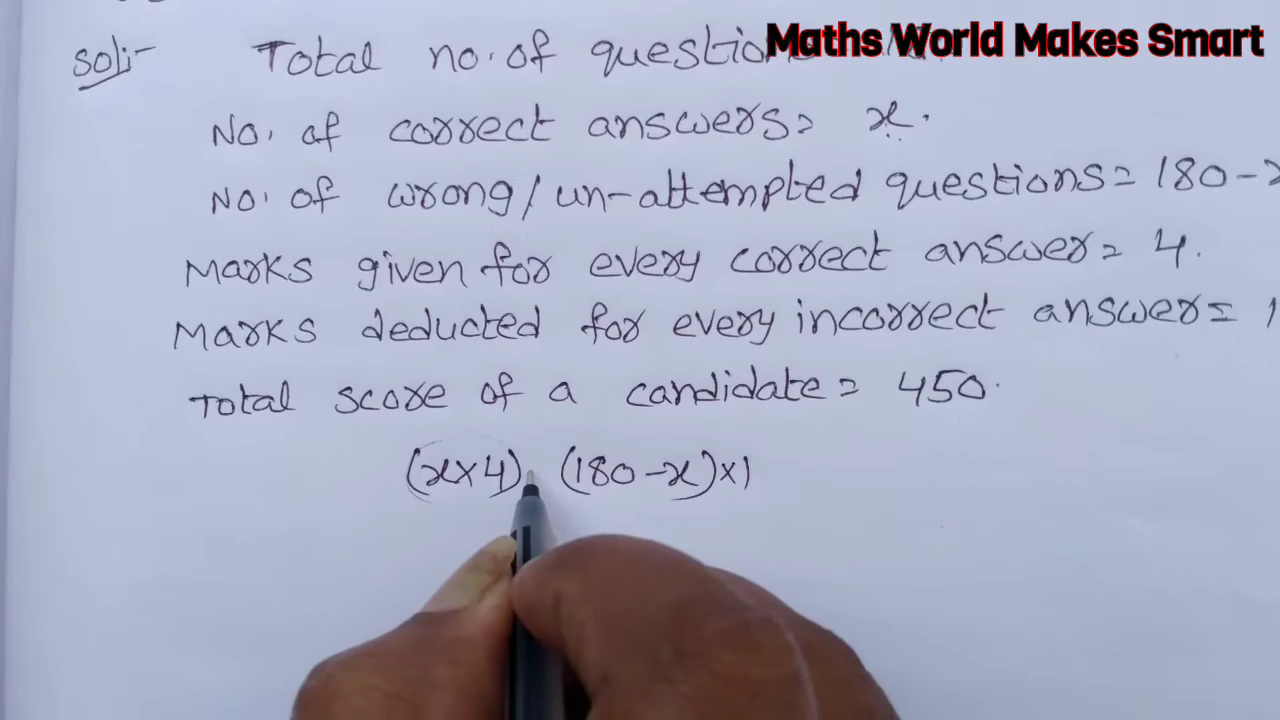 Maths World Makes Smart
Sol:- Total no. of question
No. of correct answers = x.
No. of wrong/un-attempted questions = 180-x
Marks given for every correct answer = 4.
Marks deducted for every incorrect answer = 1
Total score of a candidate = 450.
(x×4) (180-x)×1